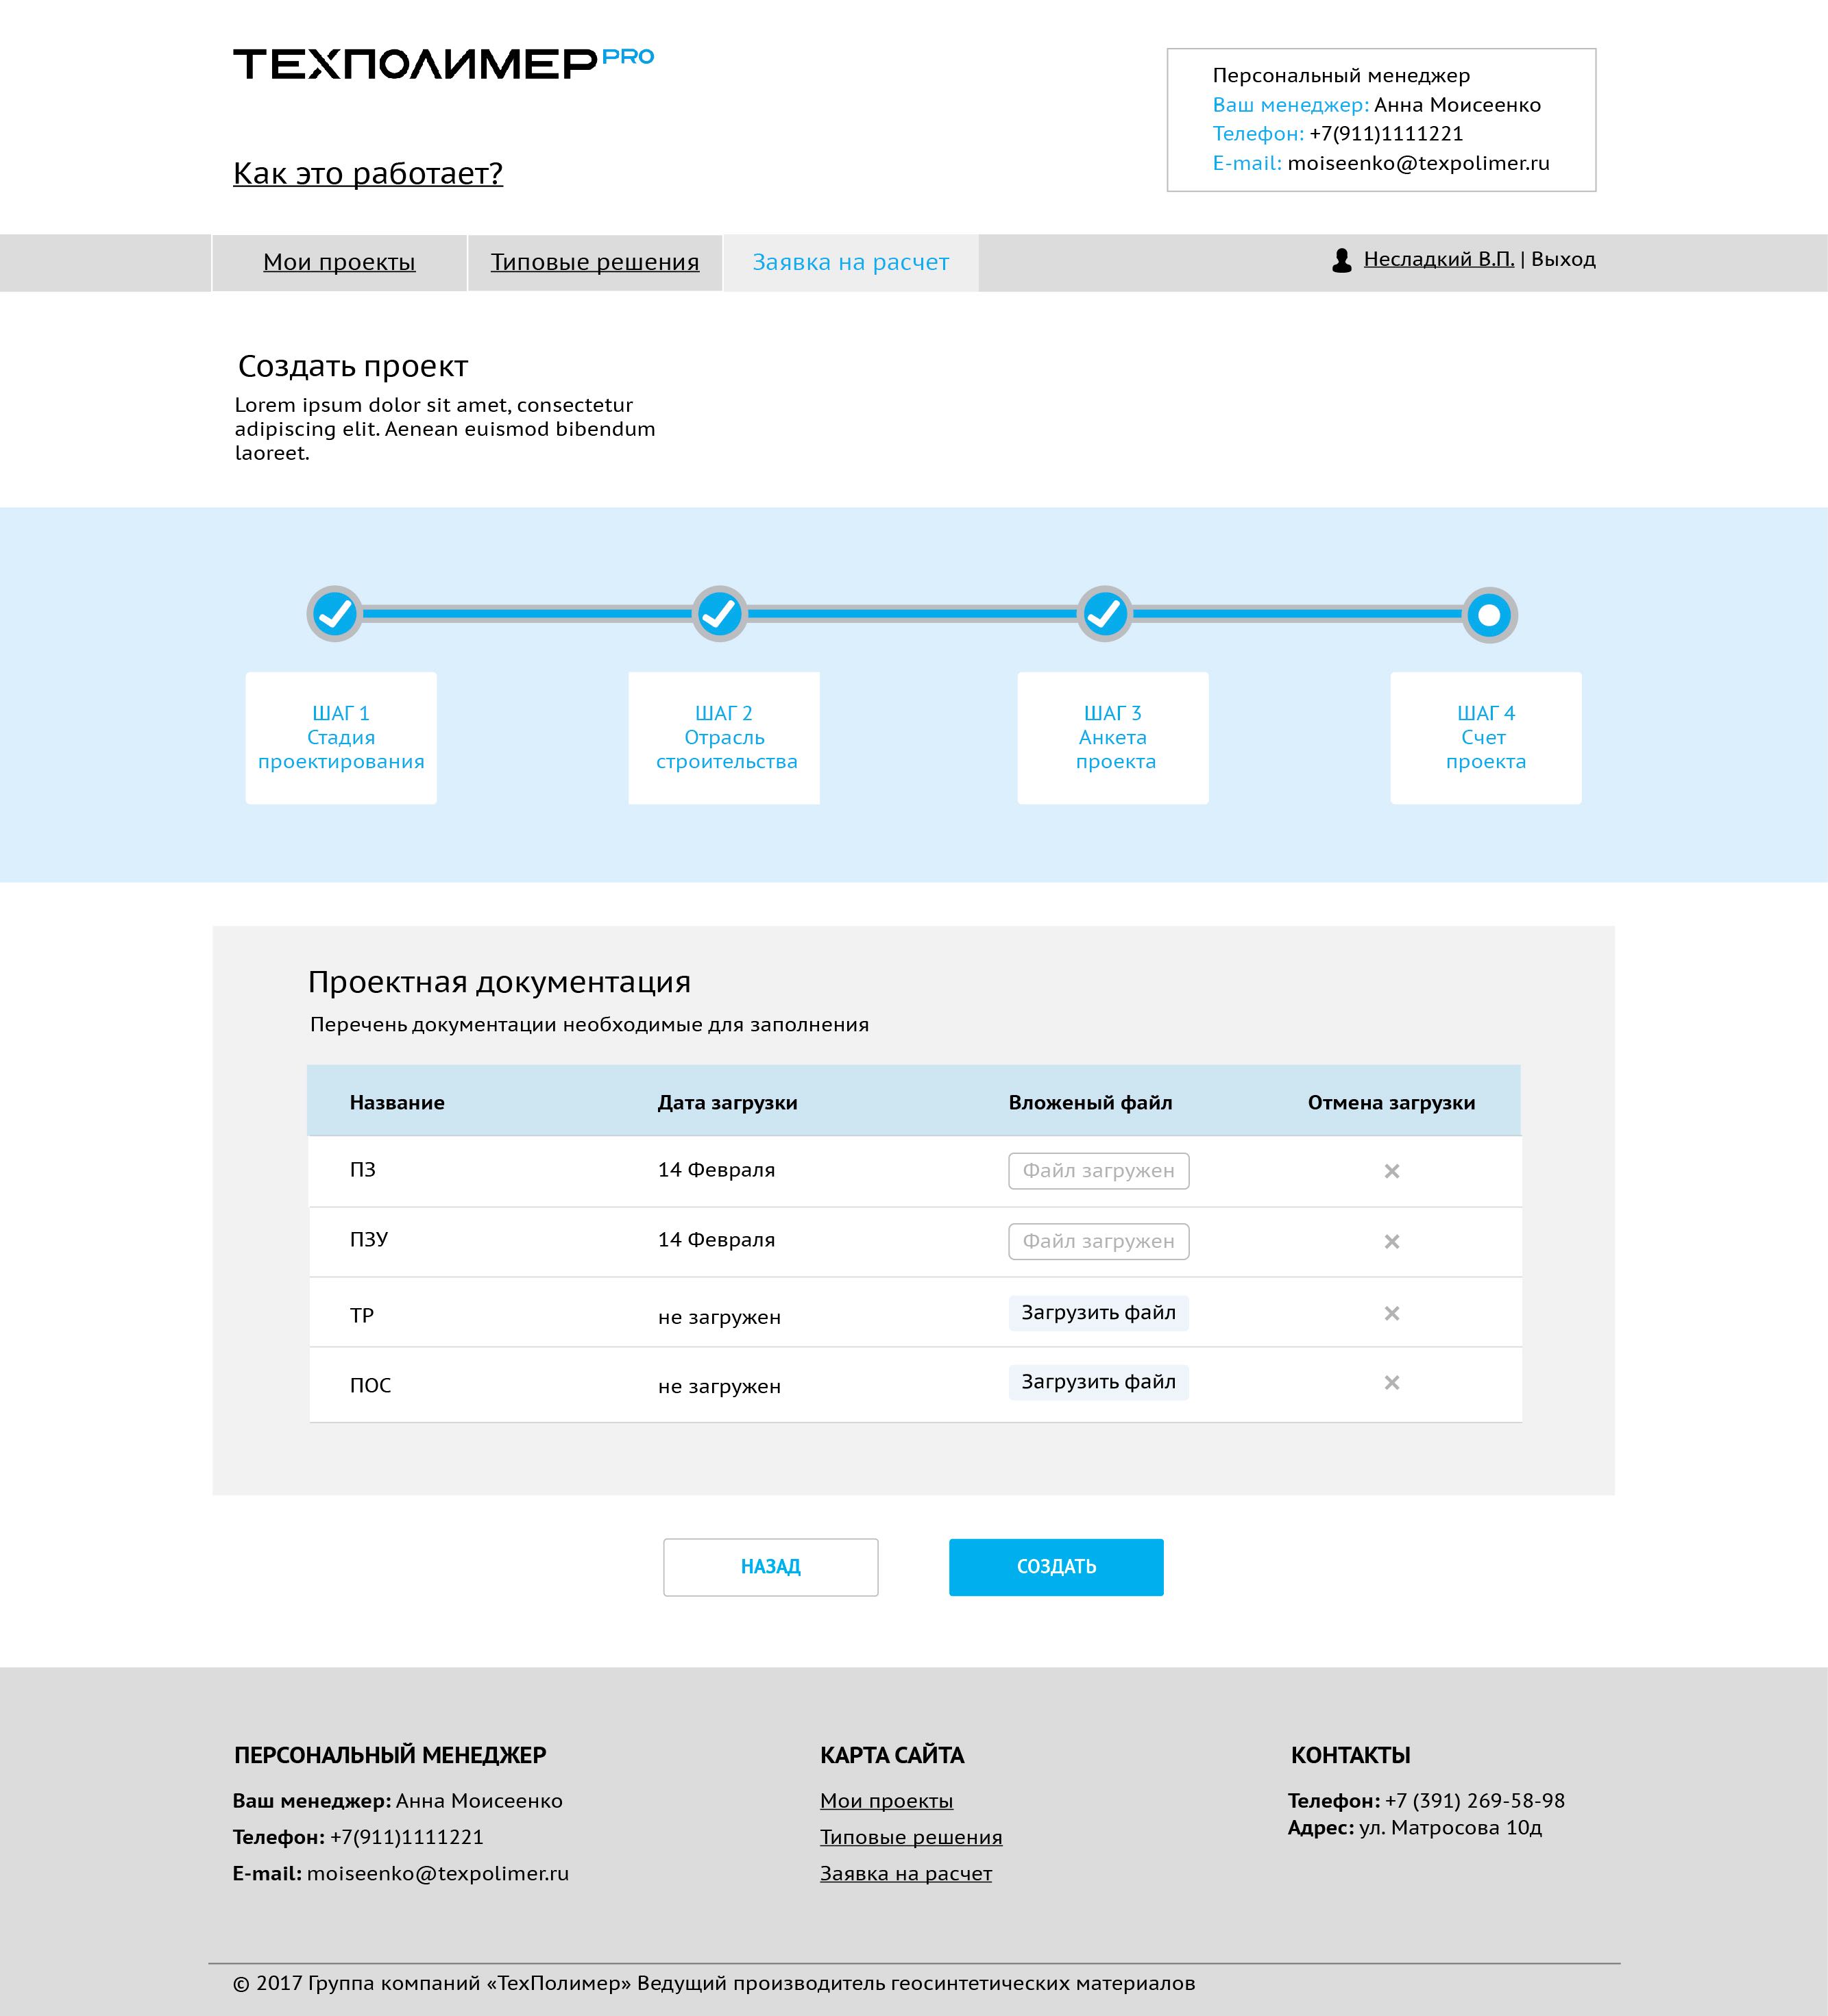 ТЕХПОЛИМЕР PRO
Персональный менеджер
Ваш менеджер: Анна Моисеенко
Телефон: +7(911)1111221
E-mail: moiseenko@texpolimer.ru
Как это работает?
Мои проекты
Типовые решения
Заявка на расчет
Несладкий В.П. | Выход
Создать проект
Lorem ipsum dolor sit amet, consectetur
adipiscing elit. Aenean euismod bibendum
laoreet.
ШАГ 1
Стадия
проектирования
ШАГ 2
Отрасль
строительства
ШАГ 3
Анкета
проекта
ШАГ 4
Счет
проекта
Проектная документация
Перечень документации необходимые для заполнения
Название Дата загрузки Вложеный файл Отмена загрузки
ПЗ 14 Февраля Файл загружен
ПЗУ 14 Февраля Файл загружен
ТР не загружен Загрузить файл
ПОС не загружен Загрузить файл
НАЗАД
СОЗДАТЬ
ПЕРСОНАЛЬНЫЙ МЕНЕДЖЕР
Ваш менеджер: Анна Моисеенко
Телефон: +7(911)1111221
E-mail: moiseenko@texpolimer.ru
КАРТА САЙТА
Мои проекты
Типовые решения
Заявка на расчет
КОНТАКТЫ
Телефон: +7 (391) 269-58-98
Адрес: ул. Матросова 10д
© 2017 Группа компаний «ТехПолимер» Ведущий производитель геосинтетических материалов